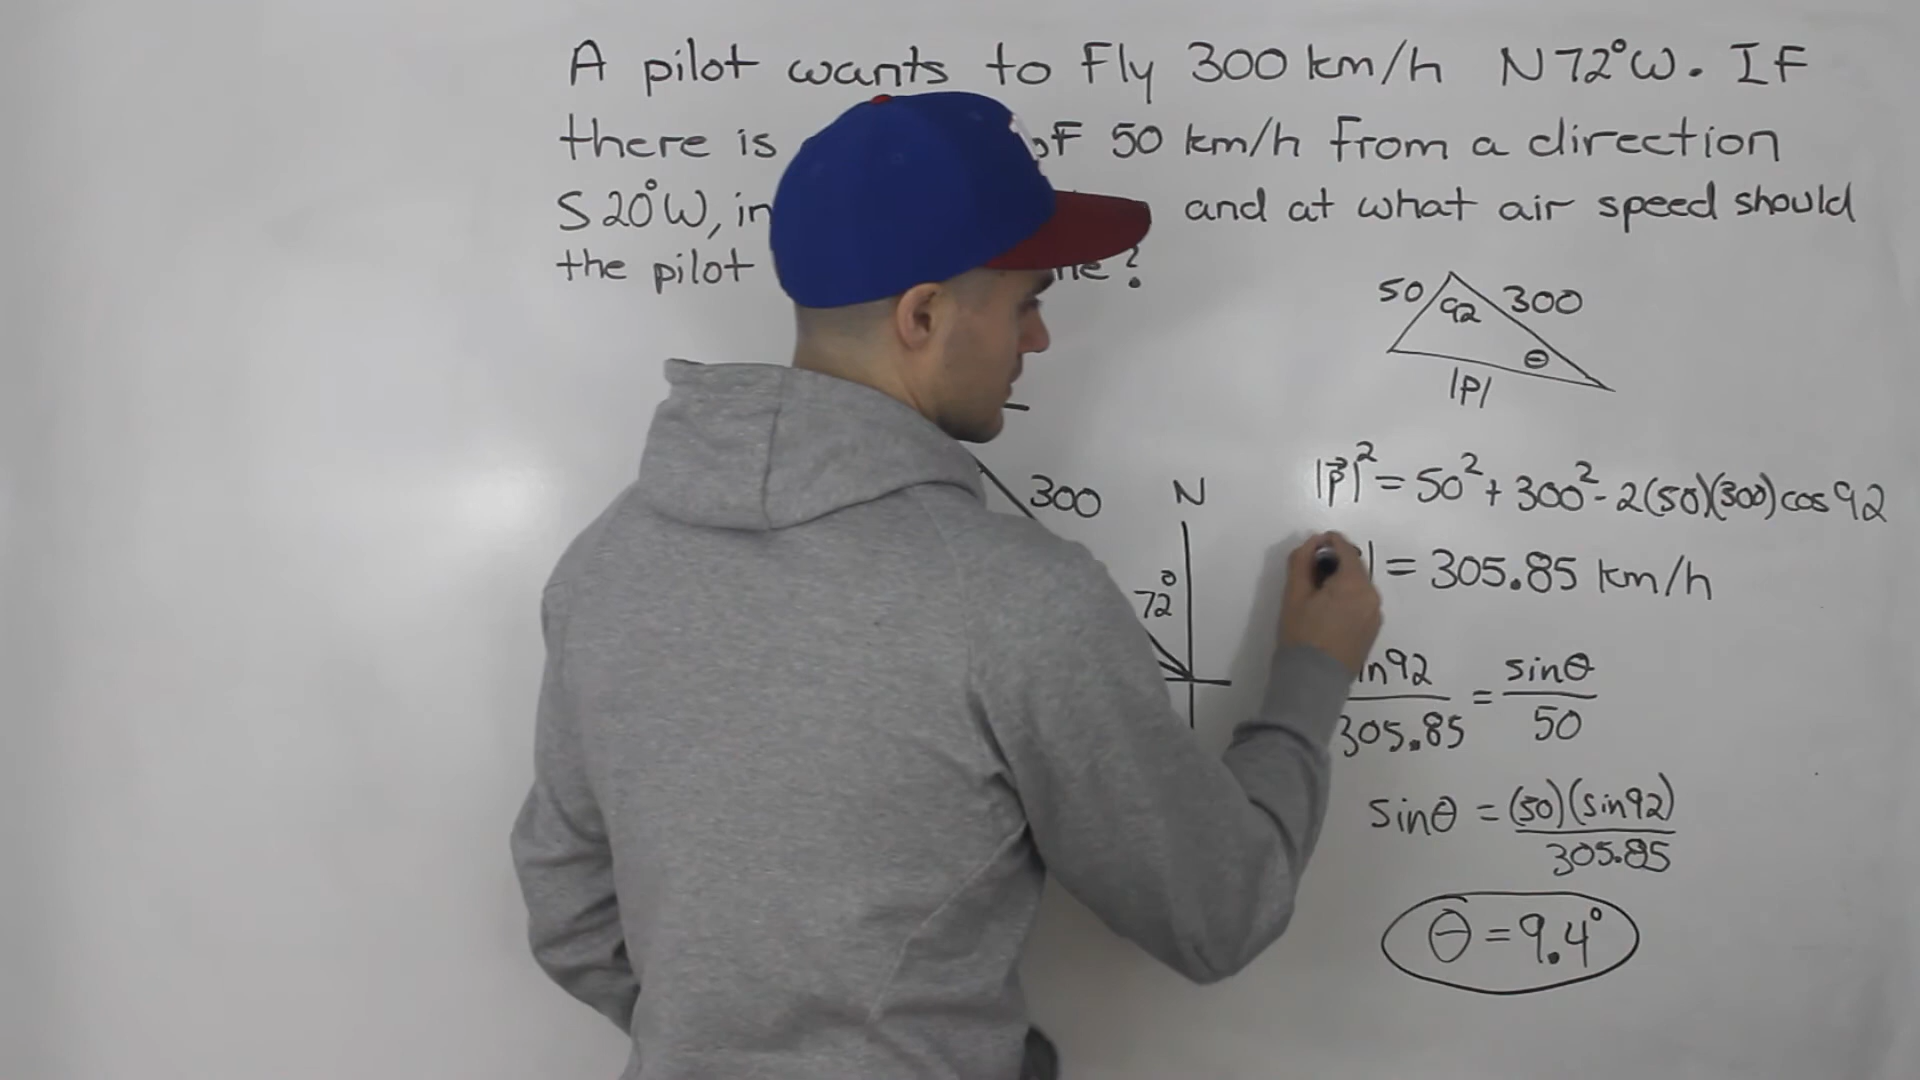 A pilot wants to fly 300 km/h N72°W. If
there is of 50 km/h from a direction
S20°W, in and at what air speed should
the pilot ?
50 92 300
θ
|P|
300 N
72°
|p⃗|² = 50² + 300² - 2(50)(300)cos92
| = 305.85 km/h
in92 / 305.85 = sinθ / 50
sinθ = (50)(sin92) / 305.85
θ = 9.4°